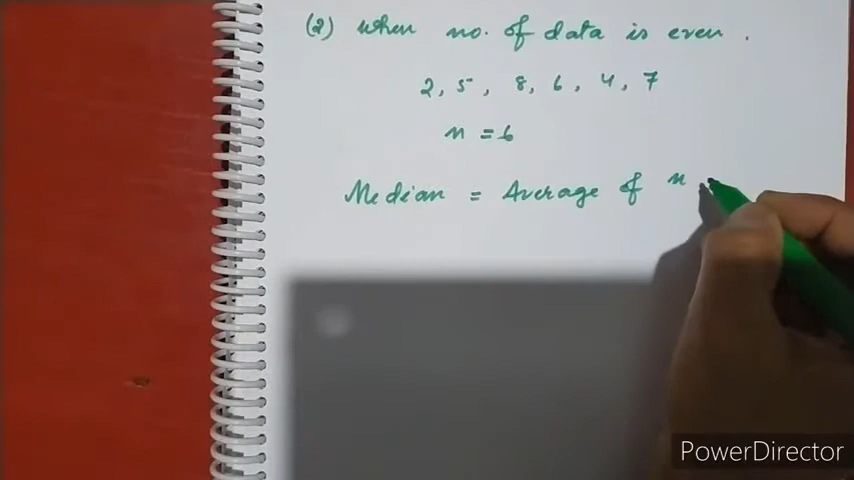 (2) when no. of data is even .
2, 5, 8, 6, 4, 7
n = 6
Median = Average of n
PowerDirector